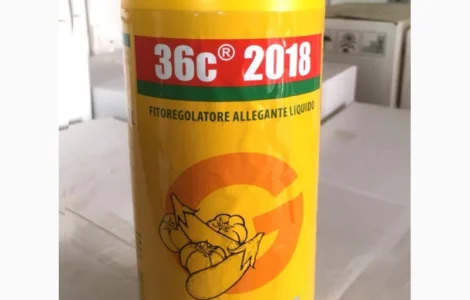 36c® 2018
FITOREGOLATORE ALLEGANTE LIQUIDO